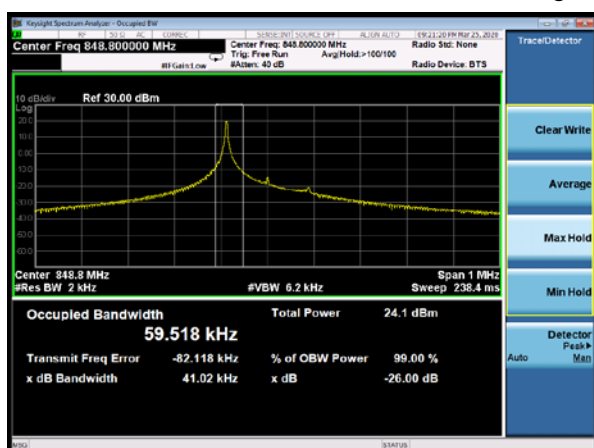 Keysight Spectrum Analyzer - Occupied BW
RF 50 Ω AC CORREC SENSE:INT SOURCE OFF ALIGN AUTO 09:21:20 PM Mar 25, 2020
Center Freq 848.800000 MHz
Center Freq: 848.800000 MHz
Radio Std: None
Trig: Free Run Avg|Hold:>100/100
#IFGain:Low #Atten: 40 dB Radio Device: BTS
Trace/Detector
10 dB/div Ref 30.00 dBm
Log
20.0
10.0
0.00
-10.0
-20.0
-30.0
-40.0
-50.0
-60.0
Center 848.8 MHz Span 1 MHz
#Res BW 2 kHz #VBW 6.2 kHz Sweep 238.4 ms
Occupied Bandwidth Total Power 24.1 dBm
59.518 kHz
Transmit Freq Error -82.118 kHz % of OBW Power 99.00 %
x dB Bandwidth 41.02 kHz x dB -26.00 dB
Clear Write
Average
Max Hold
Min Hold
Detector
Peak▶
Auto Man
MSG STATUS